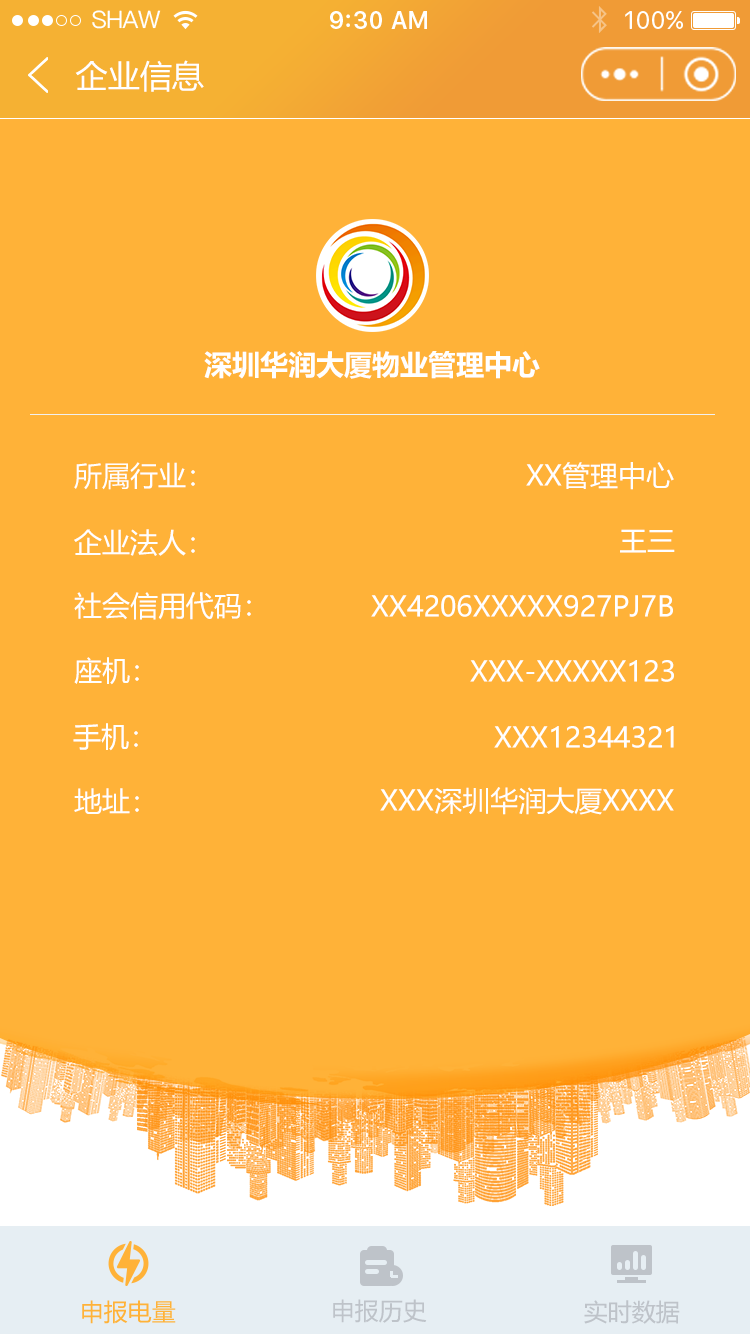 SHAW 9:30 AM 100%
企业信息
深圳华润大厦物业管理中心
所属行业： XX管理中心
企业法人： 王三
社会信用代码： XX4206XXXXX927PJ7B
座机： XXX-XXXXX123
手机： XXX12344321
地址： XXX深圳华润大厦XXXX
申报电量 申报历史 实时数据